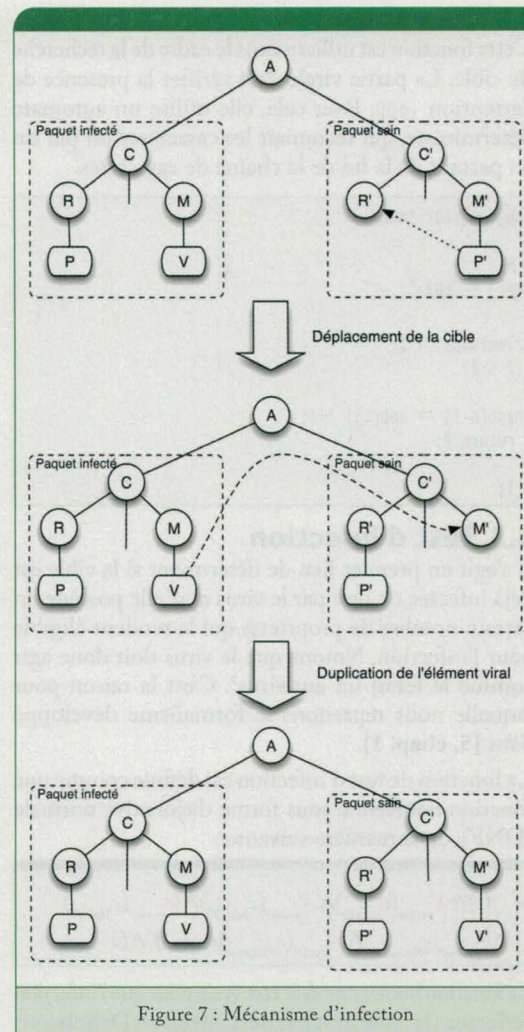 A
Paquet infecté
Paquet sain
C
C'
R
M
R'
M'
P
V
P'
Déplacement de la cible
A
Paquet infecté
Paquet sain
C
C'
R
M
R'
M'
P
V
P'
Duplication de l'élément viral
A
Paquet infecté
Paquet sain
C
C'
R
M
R'
M'
P
V
P'
V'
Figure 7 : Mécanisme d'infection